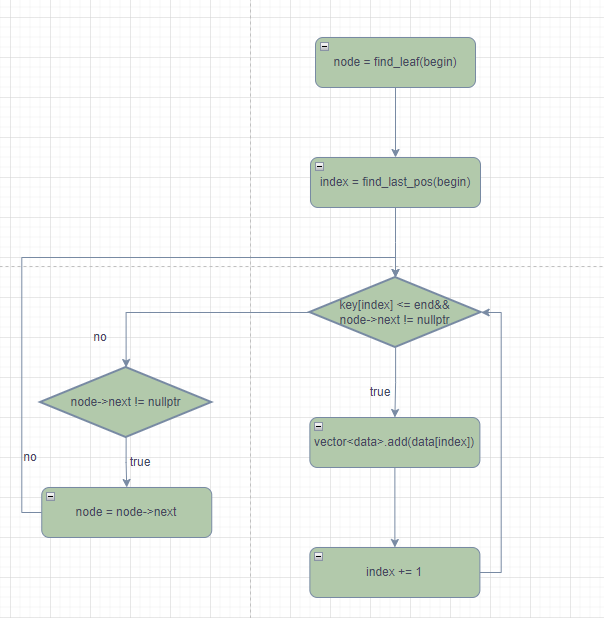 node = find_leaf(begin)
index = find_last_pos(begin)
key[index] <= end&&
node->next != nullptr
no
node->next != nullptr
true
vector<data>.add(data[index])
no
true
node = node->next
index += 1